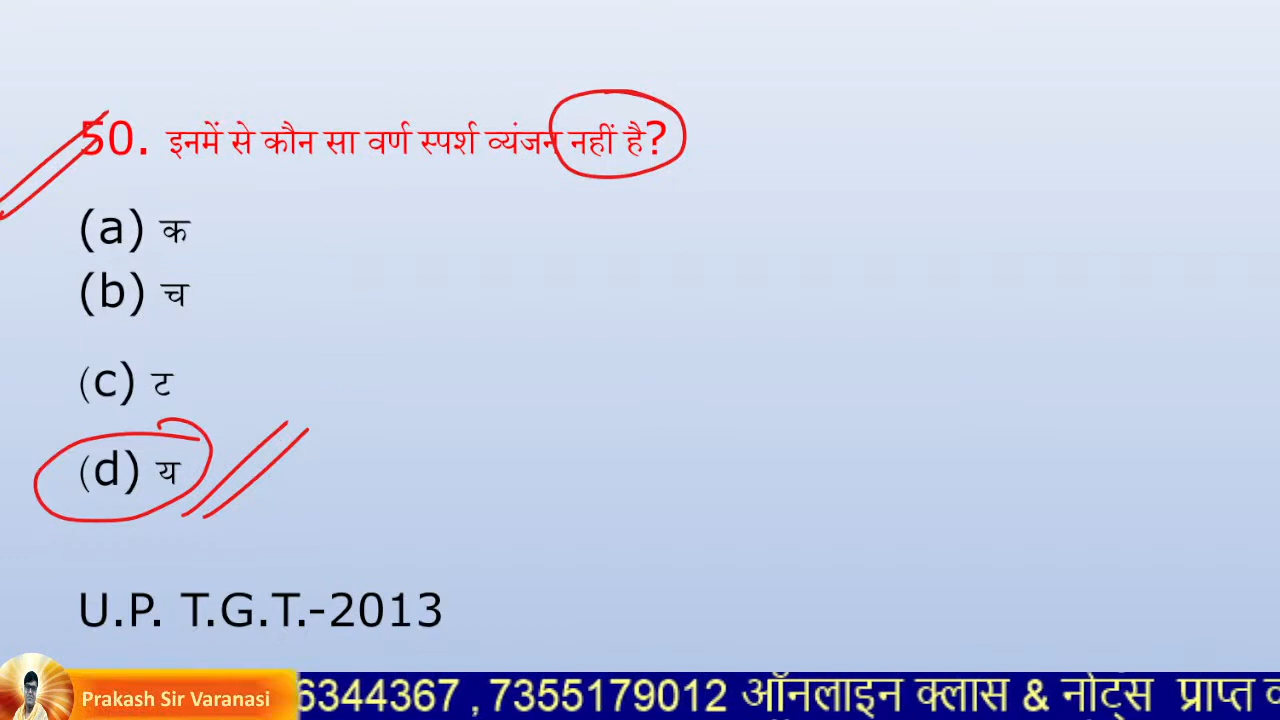 50. इनमें से कौन सा वर्ण स्पर्श व्यंजन नहीं है?
(a) क
(b) च
(c) ट
(d) य
U.P. T.G.T.-2013
Prakash Sir Varanasi
6344367 ,7355179012 ऑनलाइन क्लास & नोट्स प्राप्त